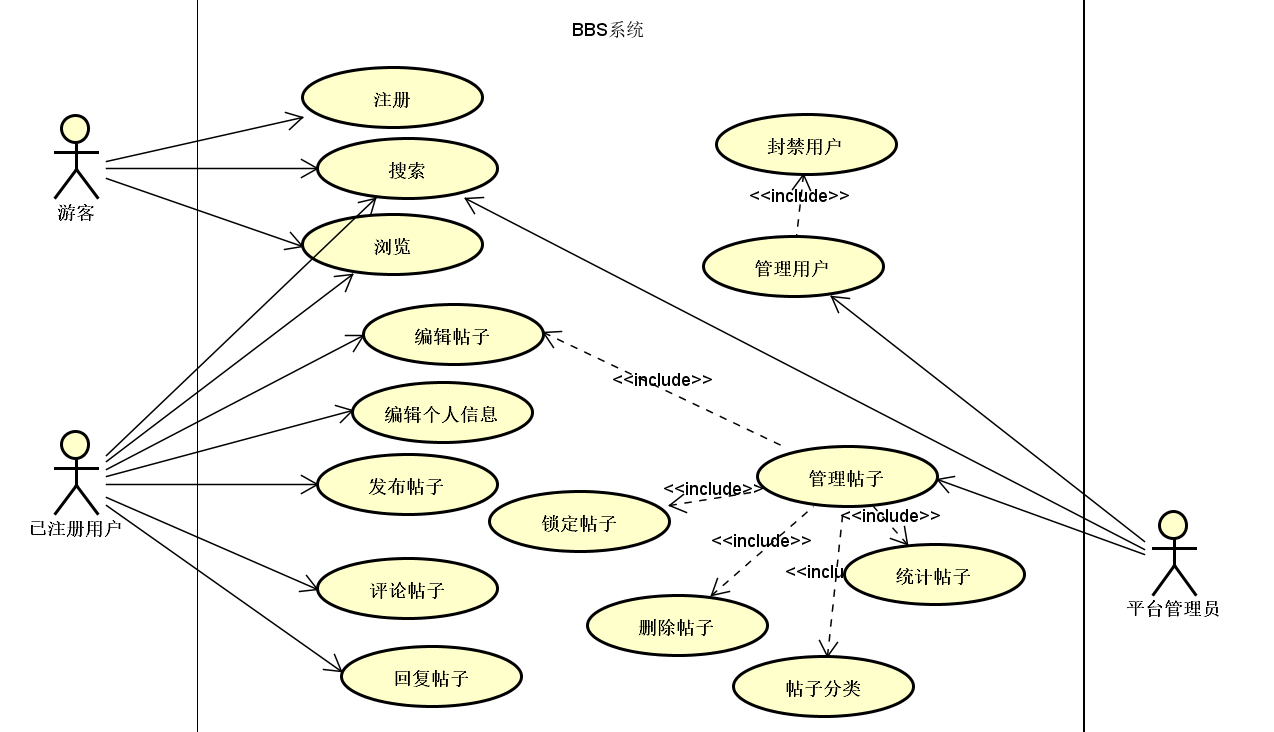 BBS系统
注册
搜索
浏览
游客
封禁用户
<<include>>
管理用户
编辑帖子
<<include>>
编辑个人信息
发布帖子
管理帖子
<<include>>
锁定帖子
<<include>>
<<include>>
<<inclu
统计帖子
已注册用户
评论帖子
删除帖子
平台管理员
回复帖子
帖子分类